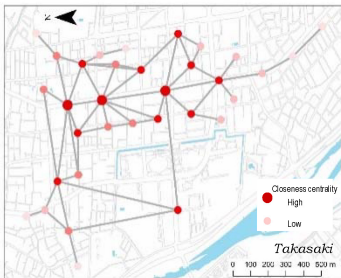 N
Closeness centrality
High
Low
Takasaki
0 100 200 300 400 500 m